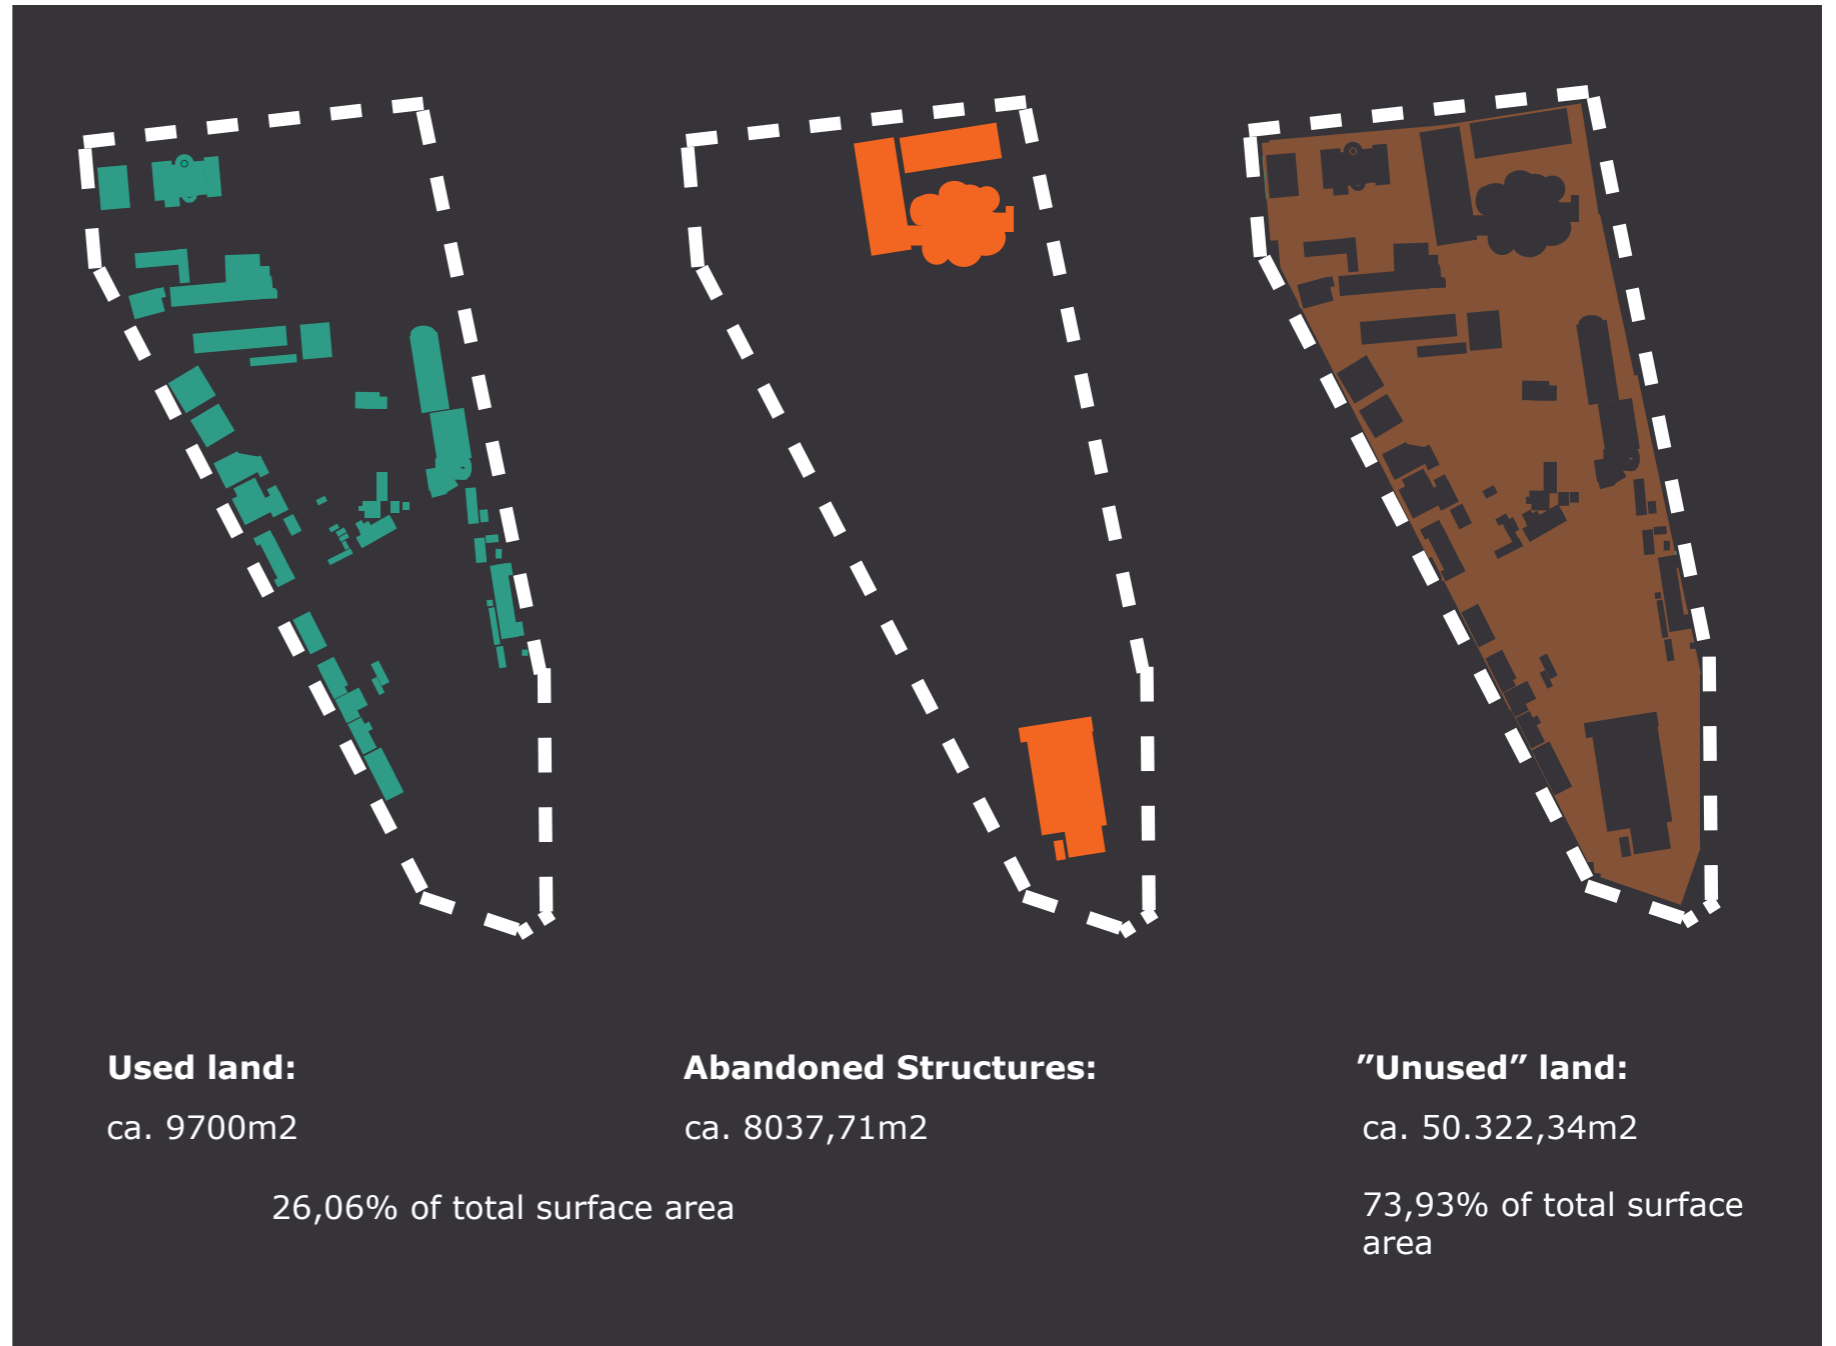 Used land:
ca. 9700m2
Abandoned Structures:
ca. 8037,71m2
26,06% of total surface area
”Unused” land:
ca. 50.322,34m2
73,93% of total surface
area